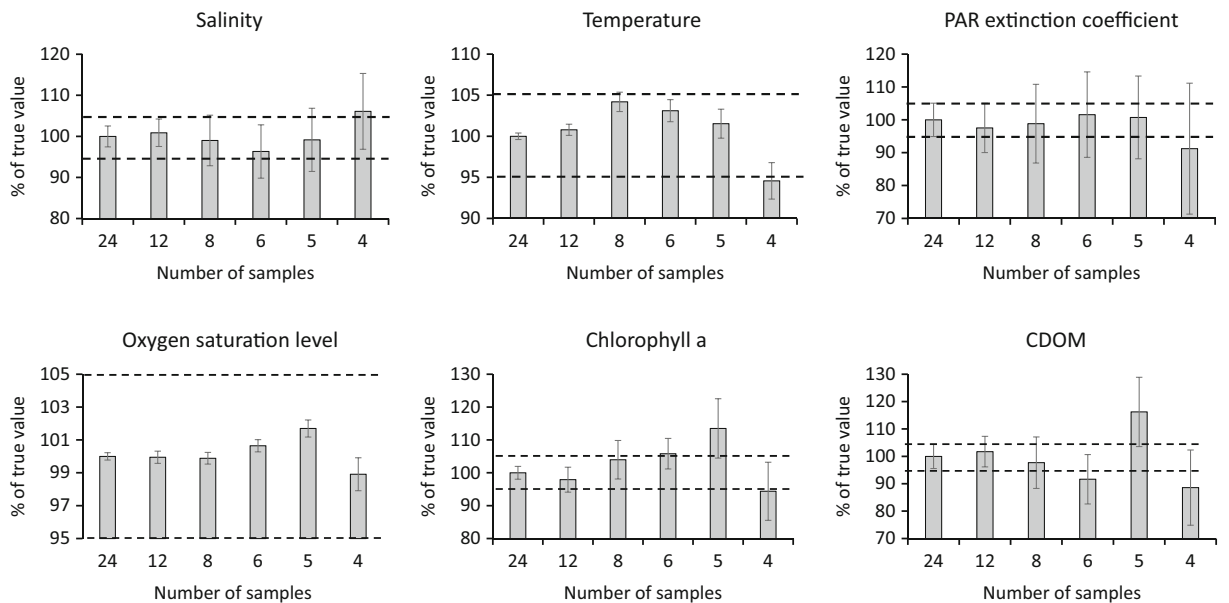 Salinity
% of true value
120
110
100
90
80
24 12 8 6 5 4
Number of samples
Temperature
% of true value
110
105
100
95
90
24 12 8 6 5 4
Number of samples
PAR extinction coefficient
% of true value
120
110
100
90
80
70
24 12 8 6 5 4
Number of samples
Oxygen saturation level
% of true value
105
103
101
99
97
95
24 12 8 6 5 4
Number of samples
Chlorophyll a
% of true value
130
120
110
100
90
80
24 12 8 6 5 4
Number of samples
CDOM
% of true value
130
120
110
100
90
80
70
24 12 8 6 5 4
Number of samples